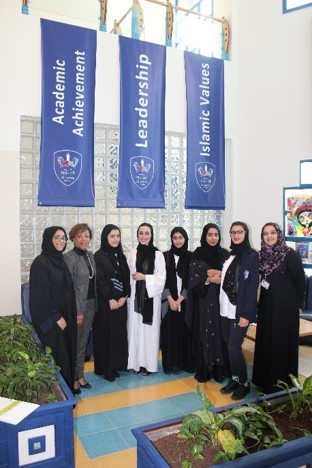 Academic
Achievement
Leadership
Islamic Values